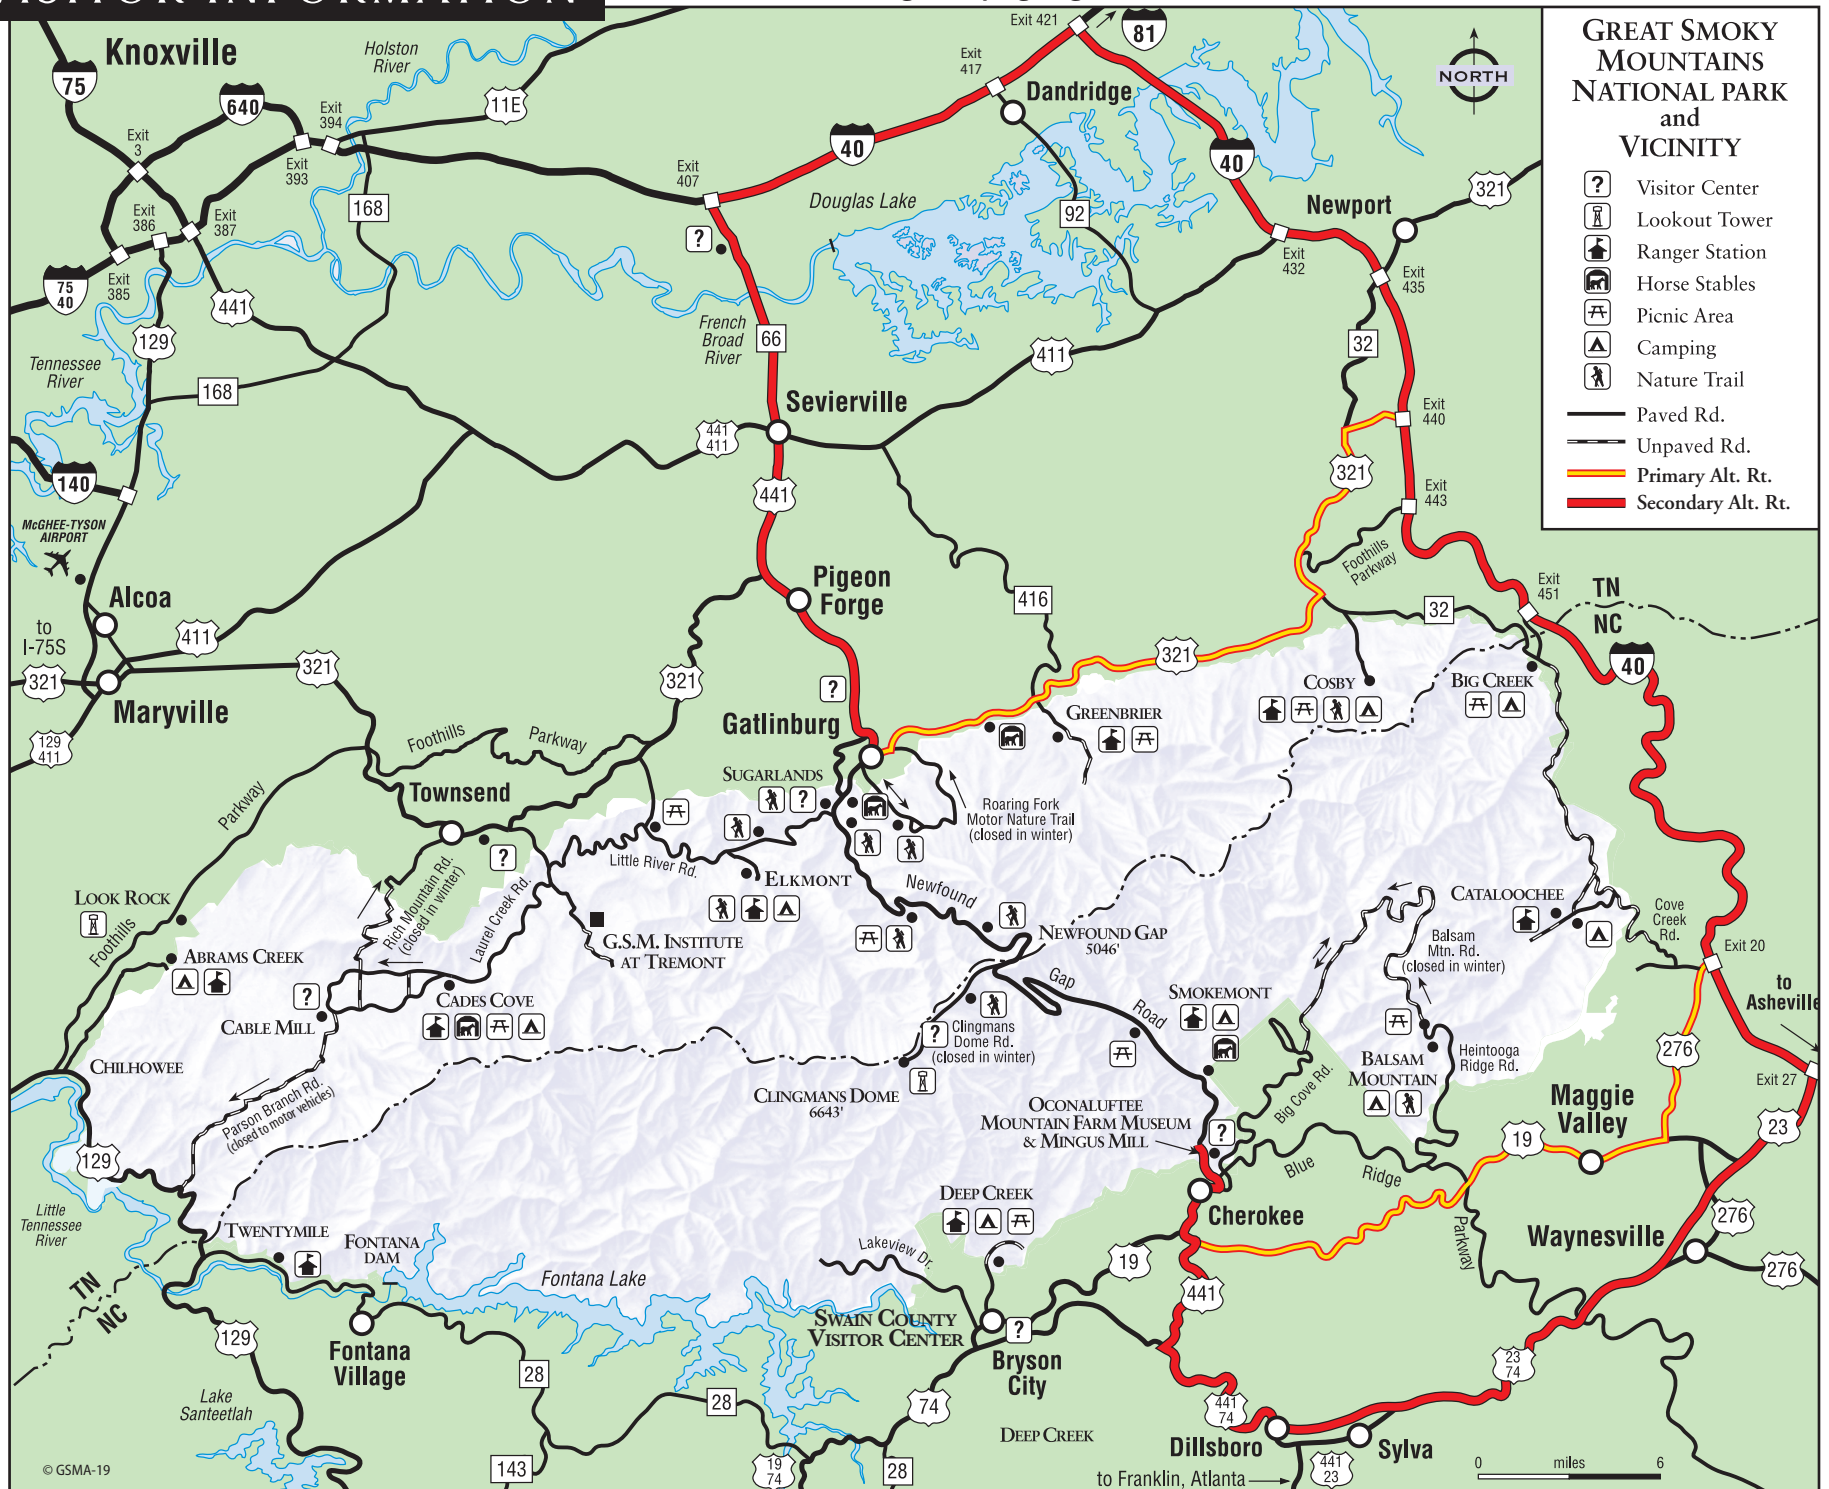 VISITOR INFORMATION
GREAT SMOKY
MOUNTAINS
NATIONAL PARK
and
VICINITY
? Visitor Center
Lookout Tower
Ranger Station
Horse Stables
Picnic Area
Camping
Nature Trail
Paved Rd.
Unpaved Rd.
Primary Alt. Rt.
Secondary Alt. Rt.
NORTH
Knoxville
Holston
River
75
640
Exit
394
11E
Exit
3
Exit
393
Exit
386
Exit
387
Exit
385
75
40
168
441
129
Tennessee
River
168
140
McGHEE-TYSON
AIRPORT
Alcoa
to
I-75S
411
321
321
Maryville
129
411
Exit 421
81
Exit
417
Dandridge
40
40
Exit
407
?
Douglas Lake
92
Newport
321
Exit
432
Exit
435
French
Broad
River
66
411
32
Sevierville
441
411
441
Exit
440
321
Exit
443
Foothills
Parkway
Pigeon
Forge
416
Exit
451
TN
NC
32
40
321
321
?
Gatlinburg
COSBY
BIG CREEK
GREENBRIER
Foothills
Parkway
Parkway
Townsend
?
SUGARLANDS
?
Roaring Fork
Motor Nature Trail
(closed in winter)
Little River Rd.
ELKMONT
Newfound
LOOK ROCK
Foothills
Rich Mountain Rd.
(closed in winter)
Laurel Creek Rd.
G.S.M. INSTITUTE
AT TREMONT
NEWFOUND GAP
5046'
CATALOOCHEE
Cove
Creek
Rd.
Balsam
Mtn. Rd.
(closed in winter)
Exit 20
to
Asheville
ABRAMS CREEK
?
CADES COVE
CABLE MILL
Gap
Road
SMOKEMONT
?
Clingmans
Dome Rd.
(closed in winter)
CHILHOWEE
Parson Branch Rd.
(closed to motor vehicles)
CLINGMANS DOME
6643'
OCONALUFTEE
MOUNTAIN FARM MUSEUM
& MINGUS MILL
?
Big Cove Rd.
BALSAM
MOUNTAIN
Heintooga
Ridge Rd.
276
Exit 27
Maggie
Valley
23
19
129
Blue
Ridge
Parkway
Little
Tennessee
River
TWENTYMILE
FONTANA
DAM
Fontana Lake
DEEP CREEK
Cherokee
Waynesville
276
276
Lakeview Dr.
19
441
TN
NC
129
Fontana
Village
SWAIN COUNTY
VISITOR CENTER
?
Bryson
City
28
28
74
Lake
Santeetlah
DEEP CREEK
441
74
23
74
Dillsboro
Sylva
143
19
74
28
to Franklin, Atlanta
441
23
0 miles 6
© GSMA-19